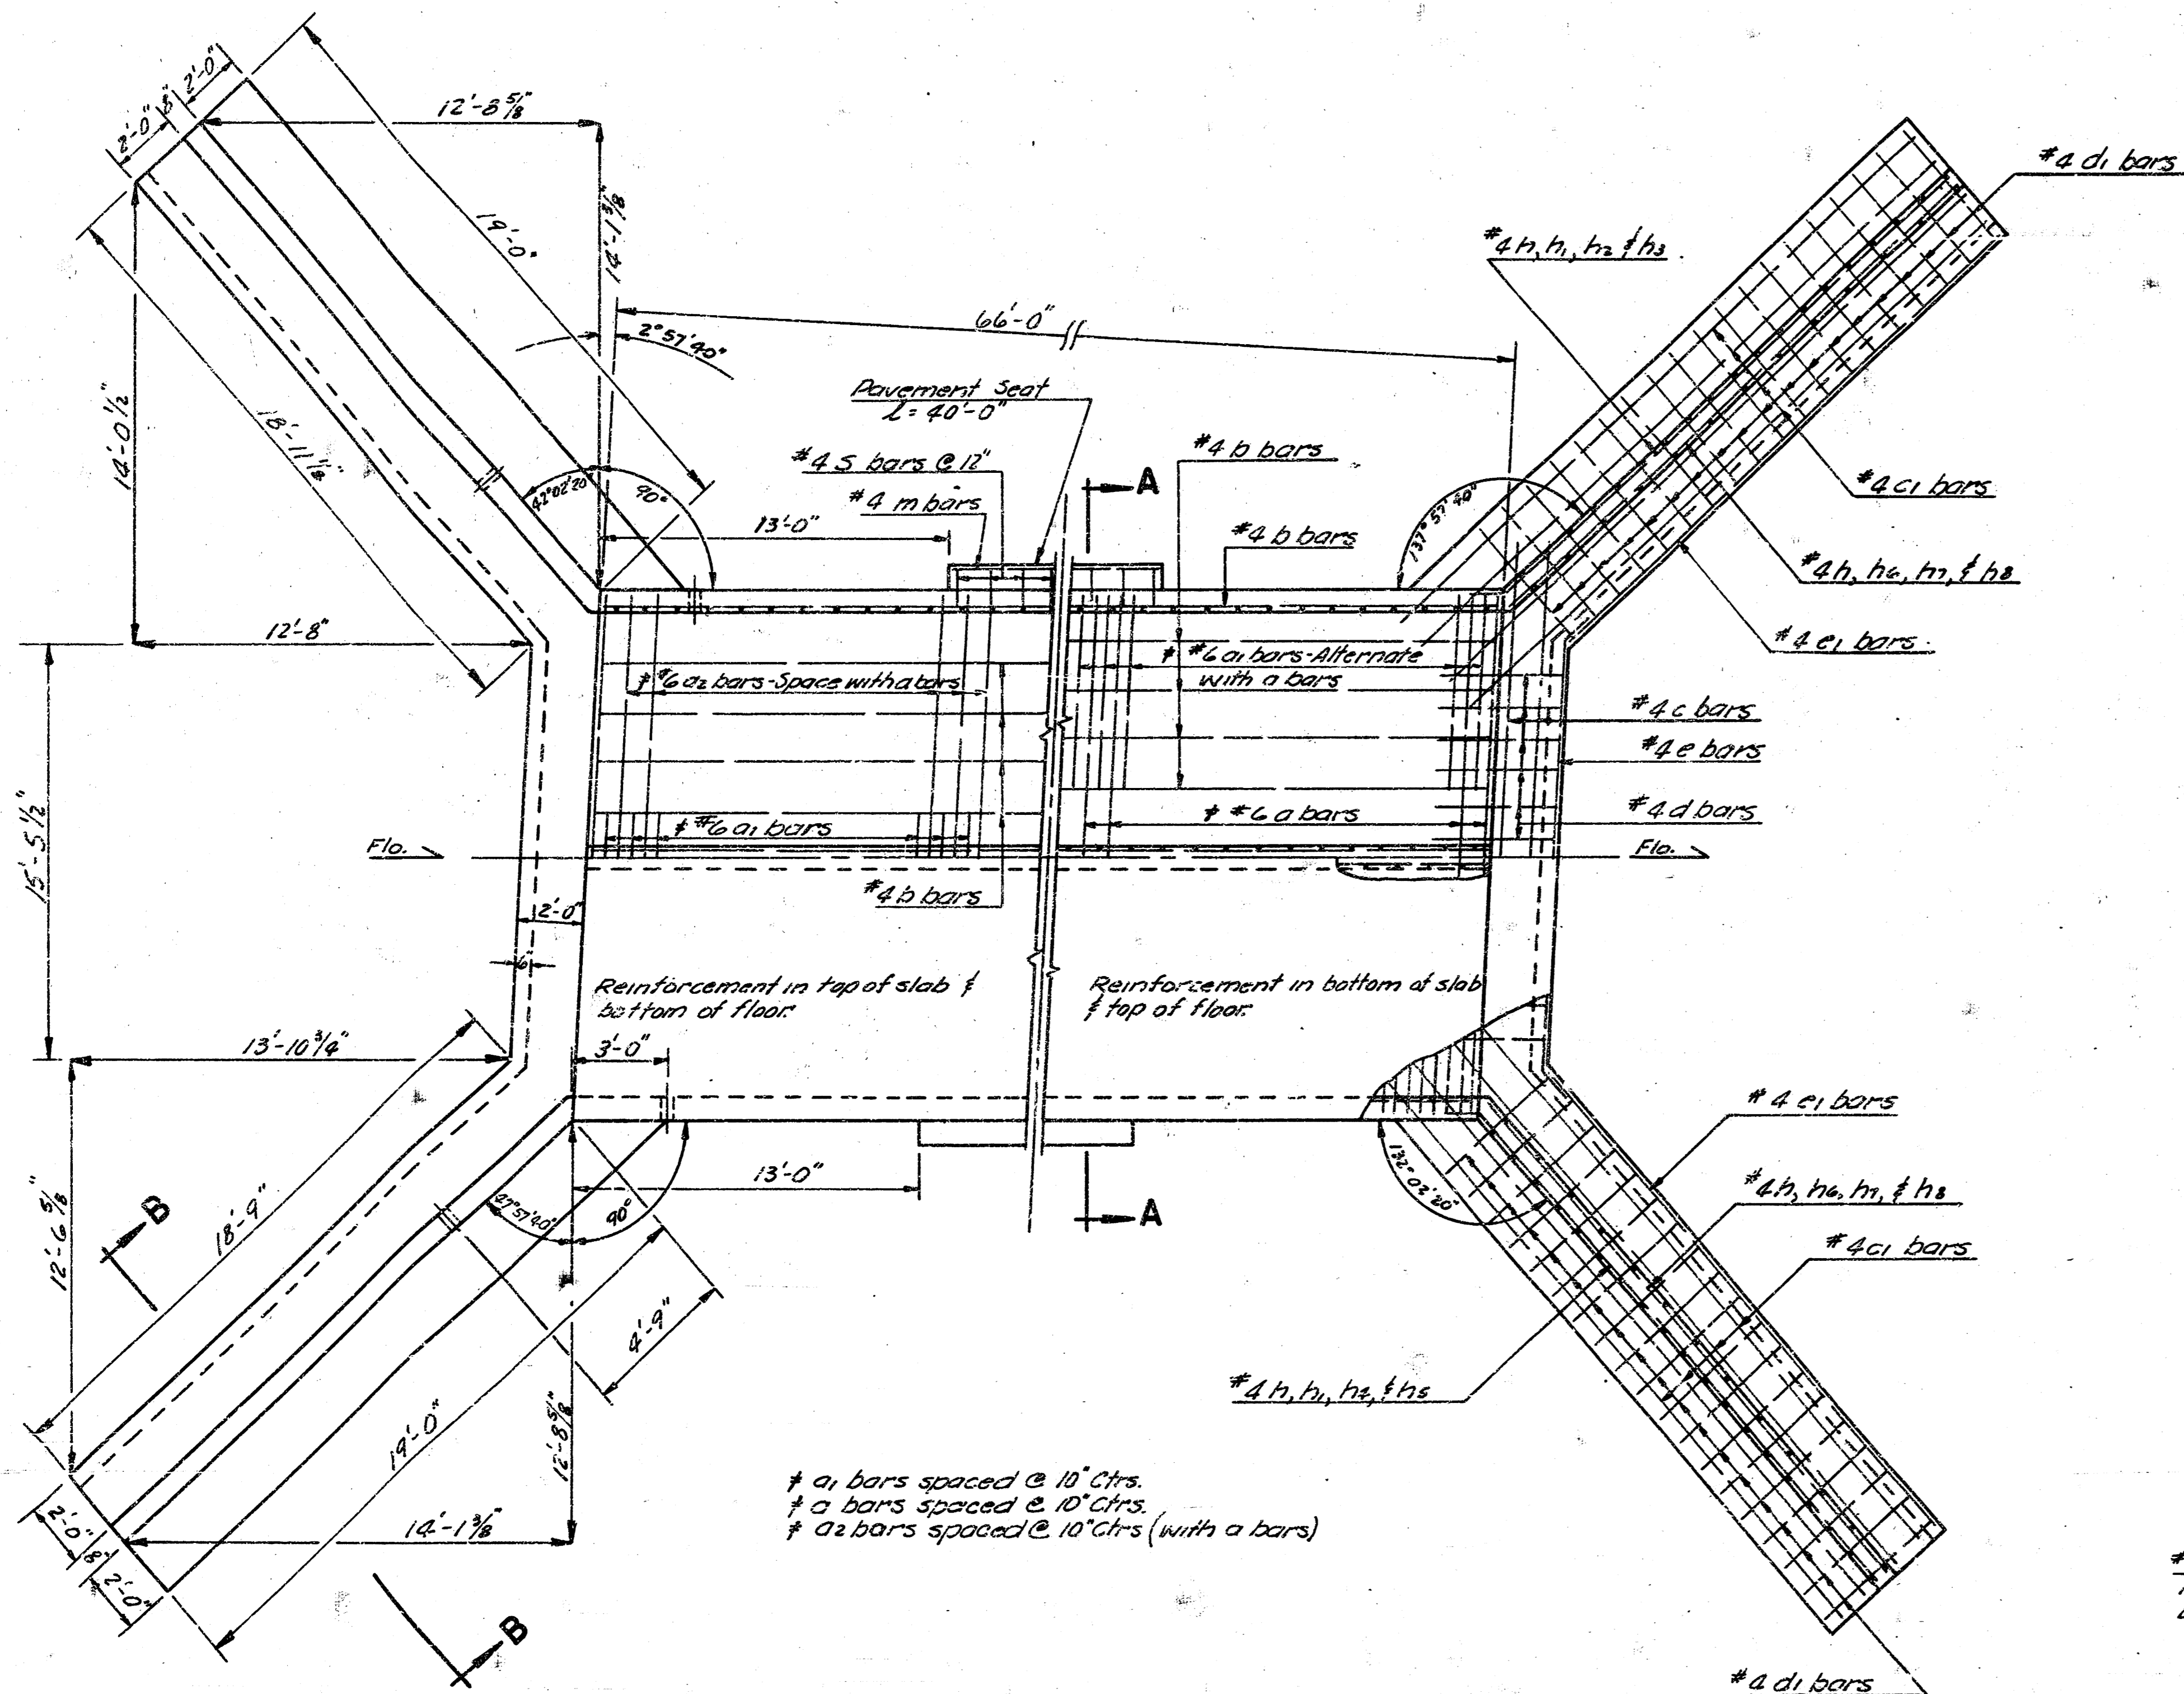 2'-0"
8"
2'-0"
12'-8 5/8"
19'-0"
14'-1 3/8"
66'-0"
2°57'40"
#4 d1 bars
#4 h, h1, h2 & h3
14'-0 1/2"
18'-11 1/8"
Pavement Seat
L = 40'-0"
#4 S bars @ 12"
#4 m bars
#4 b bars
A
42°02'20"
90°
13'-0"
#4 b bars
137°57'40"
#4 c1 bars
#4 h, h6, h7, & h8
12'-8"
#4 e1 bars
‡ #6 a2 bars-Space with a bars
‡ #6 a1 bars-Alternate
with a bars
#4 c bars
#4 e bars
#4 d bars
15'-5 1/2"
‡ #6 a1 bars
‡ #6 a bars
Flo.
Flo.
#4 b bars
2'-0"
6"
Reinforcement in top of slab &
bottom of floor.
Reinforcement in bottom of slab
& top of floor.
13'-10 3/4"
3'-0"
#4 e1 bars
13'-0"
A
132°02'20"
#4 h, h6, h7, & h8
#4 c1 bars
B
12'-6 5/8"
18'-9"
47°57'40"
90°
4'-9"
19'-0"
12'-8 5/8"
‡ a1 bars spaced @ 10" Ctrs.
‡ a bars spaced @ 10" Ctrs.
‡ a2 bars spaced @ 10" Ctrs (with a bars)
14'-1 3/8"
2'-0"
8"
2'-0"
B
#4 d1 bars